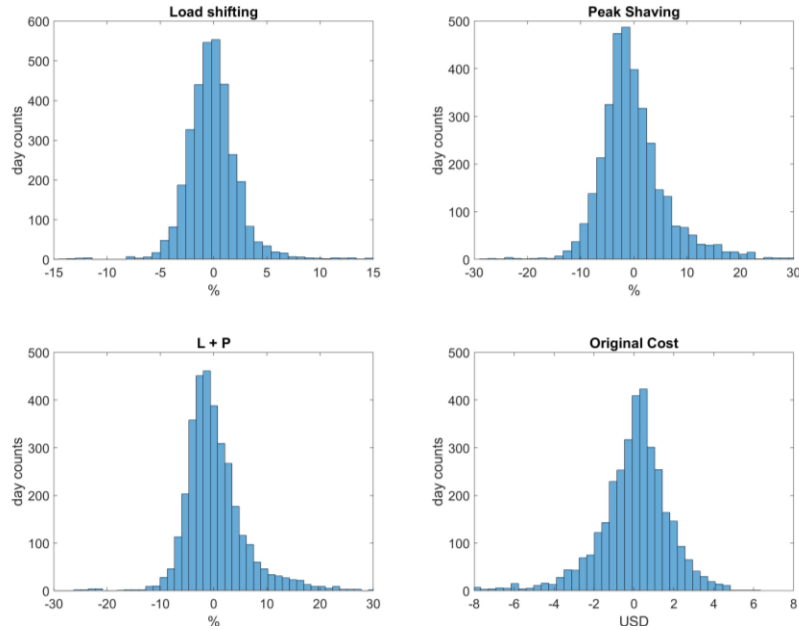 Load shifting
600
500
400
300
200
100
0
day counts
-15 -10 -5 0 5 10 15
%
Peak Shaving
500
400
300
200
100
0
day counts
-30 -20 -10 0 10 20 30
%
L + P
500
400
300
200
100
0
day counts
-30 -20 -10 0 10 20 30
%
Original Cost
500
400
300
200
100
0
day counts
-8 -6 -4 -2 0 2 4 6 8
USD